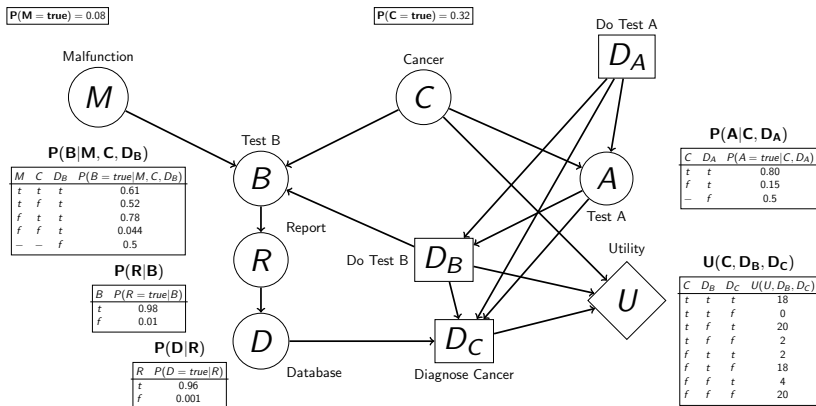 P(M = true) = 0.08
P(C = true) = 0.32
Do Test A
D_A
Malfunction
M
Cancer
C
P(A|C, D_A)
C D_A P(A = true|C, D_A)
t t 0.80
f t 0.15
− f 0.5
Test B
B
P(B|M, C, D_B)
M C D_B P(B = true|M, C, D_B)
t t t 0.61
t f t 0.52
f t t 0.78
f f t 0.044
− − f 0.5
A
Test A
Report
R
Do Test B
D_B
Utility
U
U(C, D_B, D_C)
C D_B D_C U(U, D_B, D_C)
t t t 18
t t f 0
t f t 20
t f f 2
f t t 2
f t f 18
f f t 4
f f f 20
P(R|B)
B P(R = true|B)
t 0.98
f 0.01
D
Database
D_C
Diagnose Cancer
P(D|R)
R P(D = true|R)
t 0.96
f 0.001